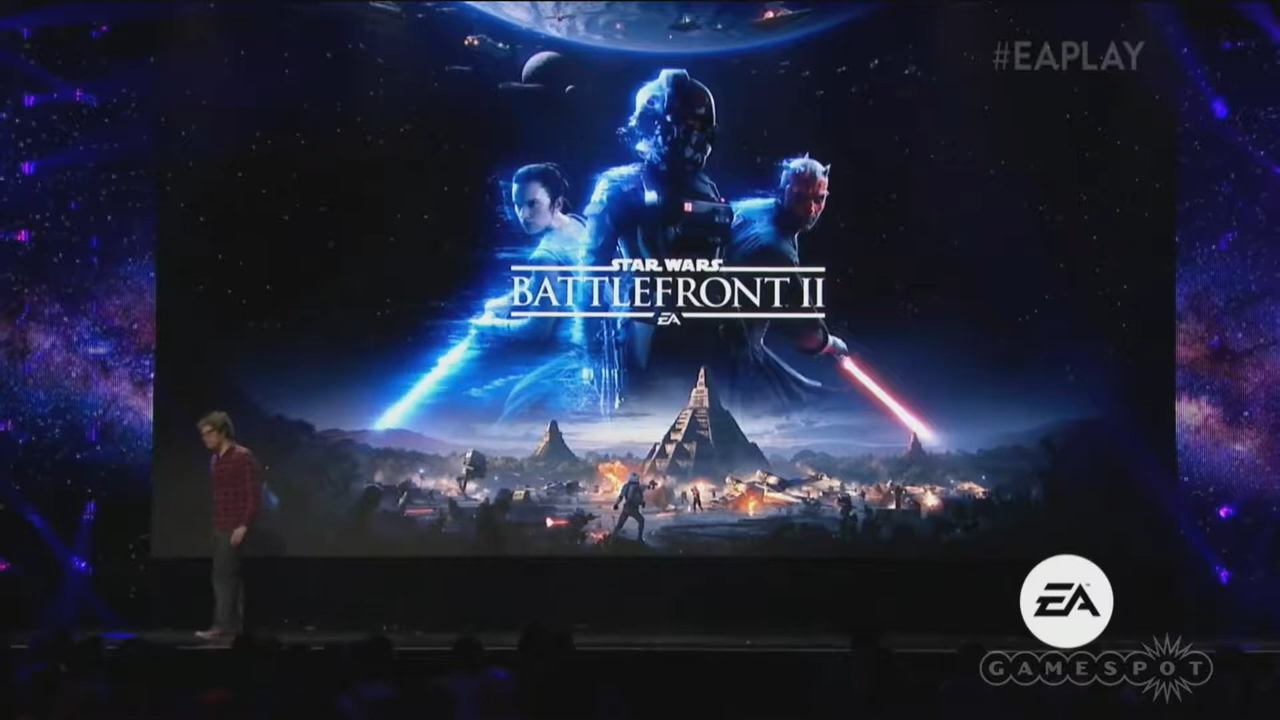 #EAPLAY
STAR WARS
BATTLEFRONT II
EA
EA
GAMESPOT